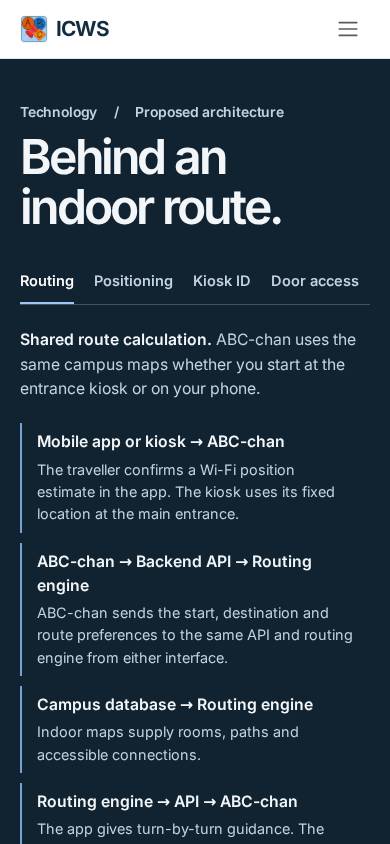 ICWS
Technology / Proposed architecture
Behind an
indoor route.
Routing Positioning Kiosk ID Door access
Shared route calculation. ABC-chan uses the
same campus maps whether you start at the
entrance kiosk or on your phone.
Mobile app or kiosk → ABC-chan
The traveller confirms a Wi-Fi position
estimate in the app. The kiosk uses its fixed
location at the main entrance.
ABC-chan → Backend API → Routing
engine
ABC-chan sends the start, destination and
route preferences to the same API and routing
engine from either interface.
Campus database → Routing engine
Indoor maps supply rooms, paths and
accessible connections.
Routing engine → API → ABC-chan
The app gives turn-by-turn guidance. The